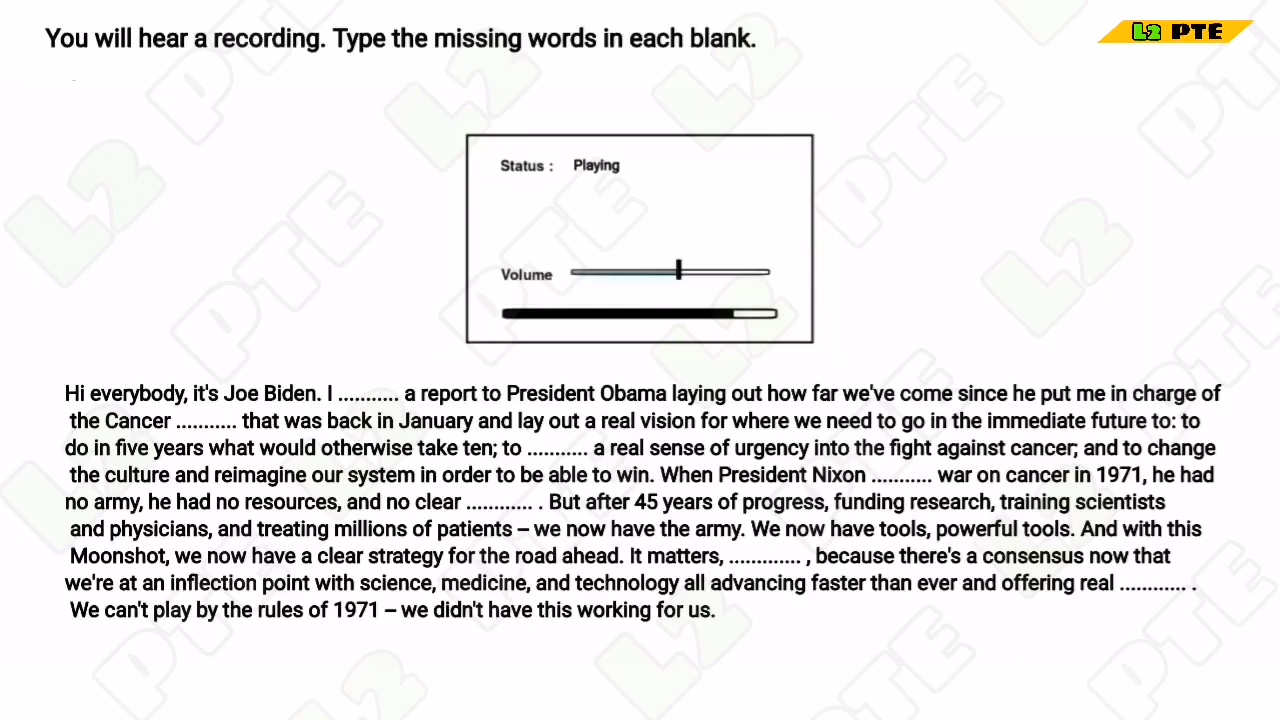 You will hear a recording. Type the missing words in each blank.
L2 PTE
Status : Playing
Volume
Hi everybody, it's Joe Biden. I ........... a report to President Obama laying out how far we've come since he put me in charge of
the Cancer ........... that was back in January and lay out a real vision for where we need to go in the immediate future to: to
do in five years what would otherwise take ten; to ........... a real sense of urgency into the fight against cancer; and to change
the culture and reimagine our system in order to be able to win. When President Nixon ........... war on cancer in 1971, he had
no army, he had no resources, and no clear ............ . But after 45 years of progress, funding research, training scientists
and physicians, and treating millions of patients – we now have the army. We now have tools, powerful tools. And with this
Moonshot, we now have a clear strategy for the road ahead. It matters, ............. , because there's a consensus now that
we're at an inflection point with science, medicine, and technology all advancing faster than ever and offering real ............ .
We can't play by the rules of 1971 – we didn't have this working for us.